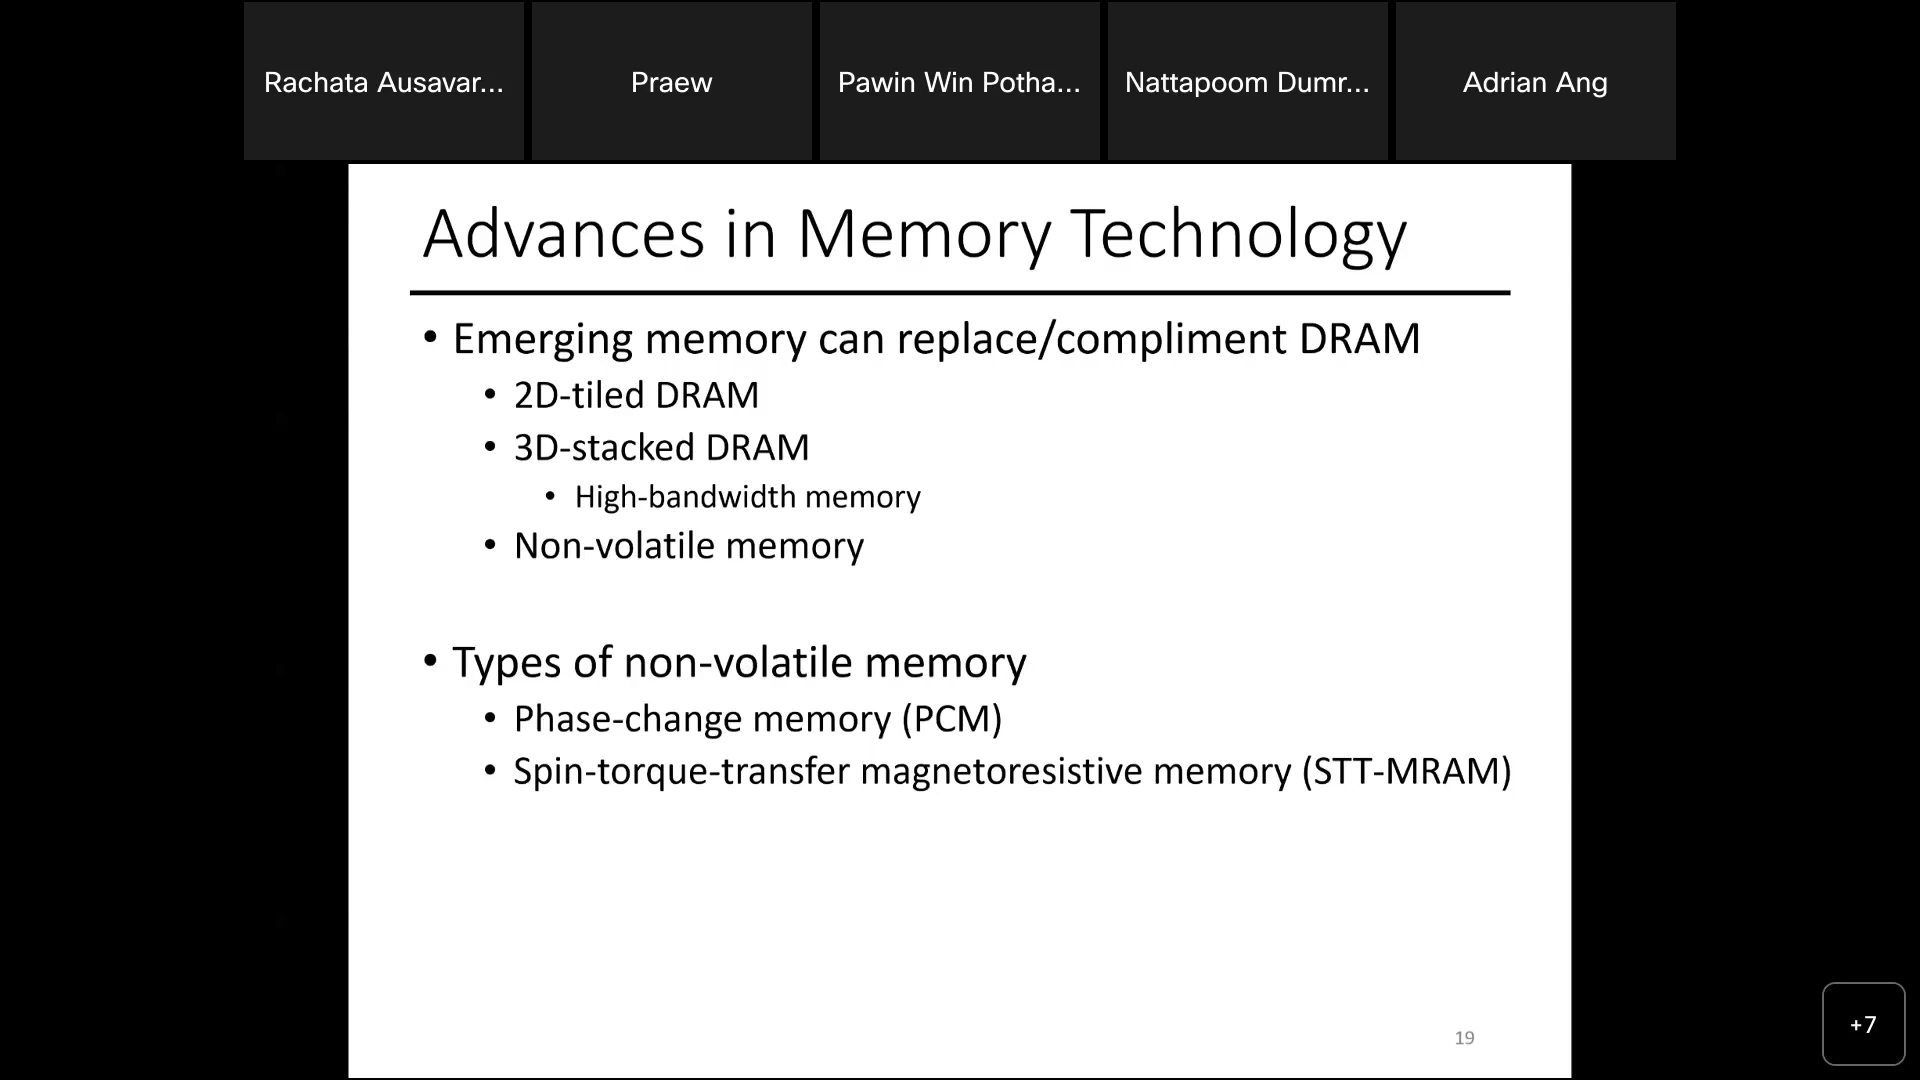 Rachata Ausavar...
Praew
Pawin Win Potha...
Nattapoom Dumr...
Adrian Ang
Advances in Memory Technology
• Emerging memory can replace/compliment DRAM
• 2D-tiled DRAM
• 3D-stacked DRAM
• High-bandwidth memory
• Non-volatile memory
• Types of non-volatile memory
• Phase-change memory (PCM)
• Spin-torque-transfer magnetoresistive memory (STT-MRAM)
19
+7